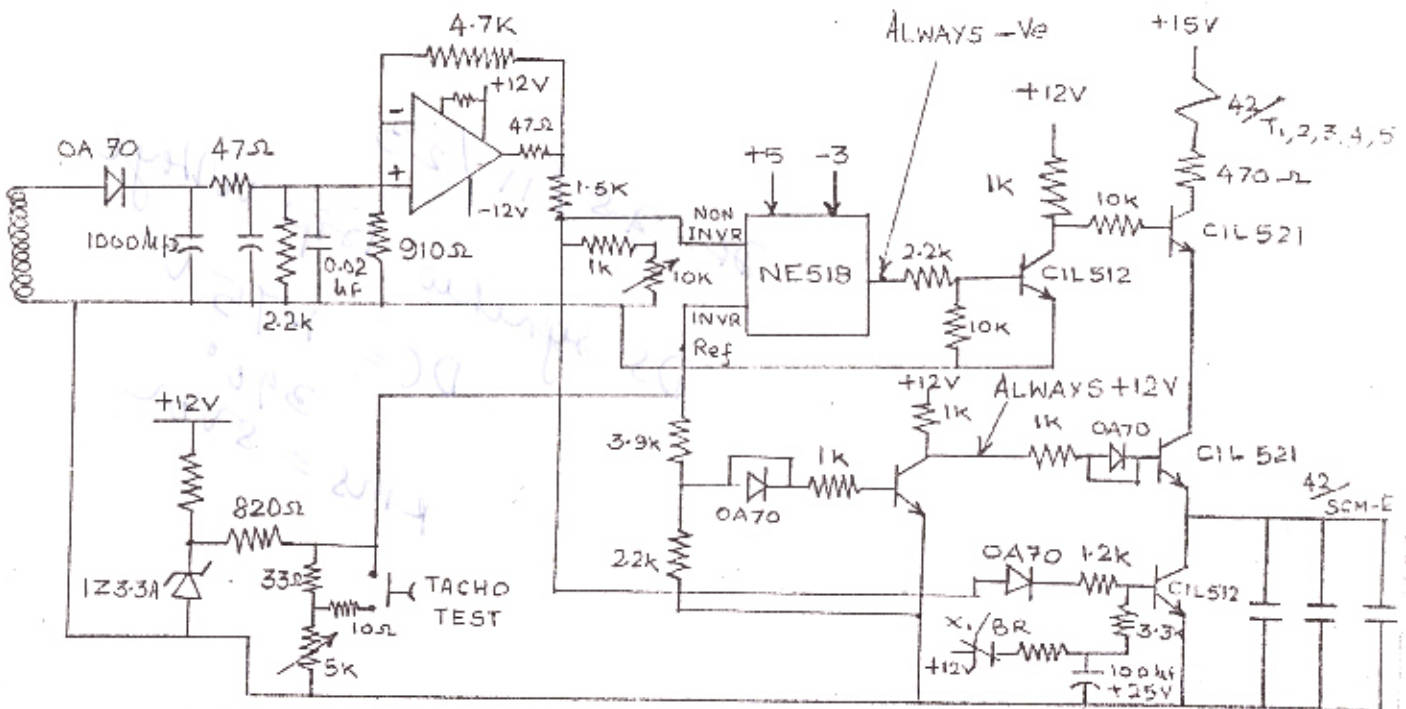 4.7K
ALWAYS -Ve
+15V
+12V
+12V
42/T1,2,3,4,5
OA 70
47Ω
-
47Ω
+5
-3
1K
470Ω
+
1.5K
10K
-12V
NON
INVR
CIL521
1000μF
910Ω
1K
10K
NE518
2.2K
CIL512
0.02
μF
INVR
10K
2.2K
Ref
+12V
ALWAYS +12V
+12V
1K
1K
OA70
3.9K
1K
CIL521
820Ω
OA70
42/SCM-E
1Z3.3A
33Ω
TACHO
TEST
2.2K
OA70
1.2K
CIL512
10Ω
X1/BR
3.3K
5K
+12V
100μf
+25V